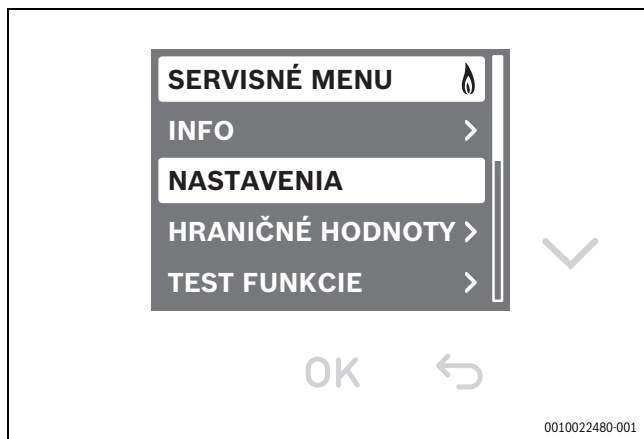 SERVISNÉ MENU
INFO
NASTAVENIA
HRANIČNÉ HODNOTY
TEST FUNKCIE
OK
0010022480-001